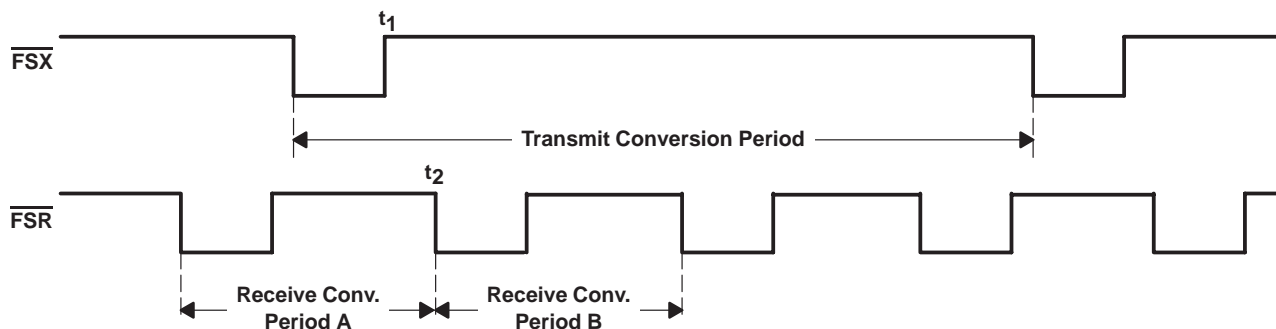 t1
FSX
Transmit Conversion Period
t2
FSR
Receive Conv.
Period A
Receive Conv.
Period B